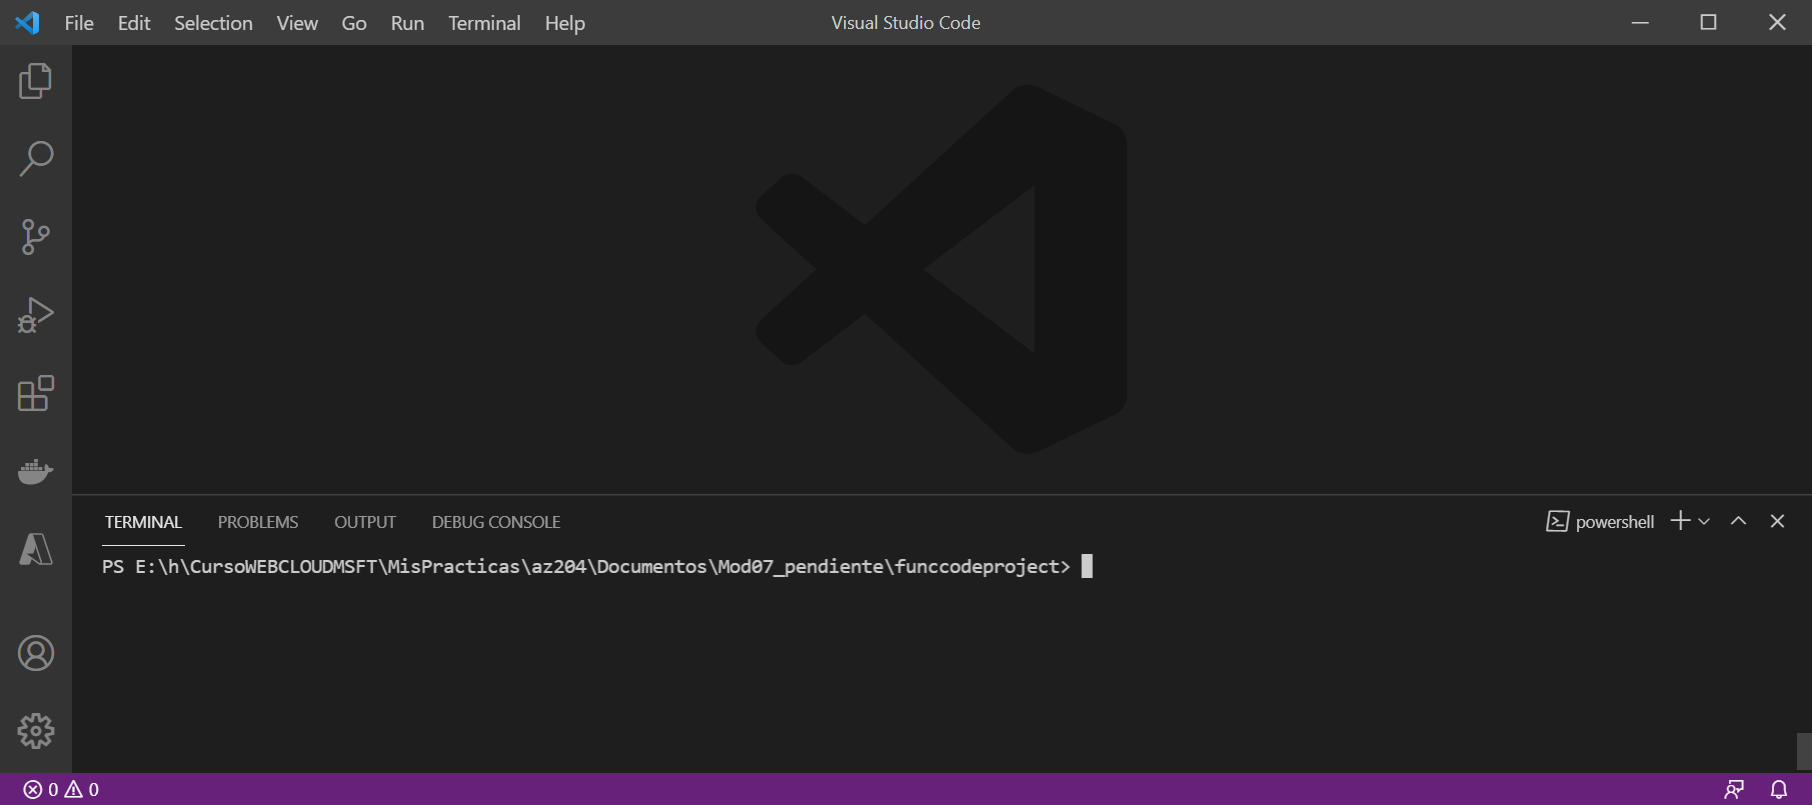 File Edit Selection View Go Run Terminal Help Visual Studio Code
TERMINAL PROBLEMS OUTPUT DEBUG CONSOLE powershell
PS E:\h\CursoWEBCLOUDMSFT\MisPracticas\az204\Documentos\Mod07_pendiente\funccodeproject>
0 0